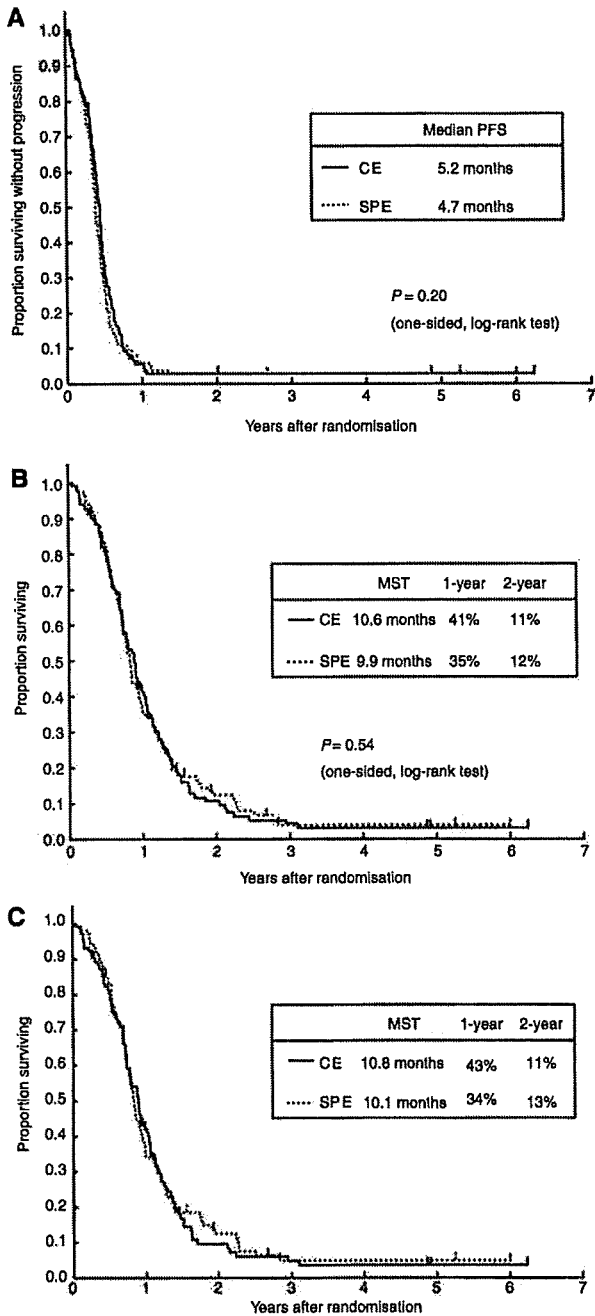 A
1.0
0.9
0.8
0.7
0.6
0.5
0.4
0.3
0.2
0.1
0.0
Proportion surviving without progression
Median PFS
CE 5.2 months
SPE 4.7 months
P = 0.20
(one-sided, log-rank test)
0 1 2 3 4 5 6 7
Years after randomisation
B
1.0
0.9
0.8
0.7
0.6
0.5
0.4
0.3
0.2
0.1
0.0
Proportion surviving
MST 1-year 2-year
CE 10.6 months 41% 11%
SPE 9.9 months 35% 12%
P = 0.54
(one-sided, log-rank test)
0 1 2 3 4 5 6 7
Years after randomisation
C
1.0
0.9
0.8
0.7
0.6
0.5
0.4
0.3
0.2
0.1
0.0
Proportion surviving
MST 1-year 2-year
CE 10.8 months 43% 11%
SPE 10.1 months 34% 13%
0 1 2 3 4 5 6 7
Years after randomisation